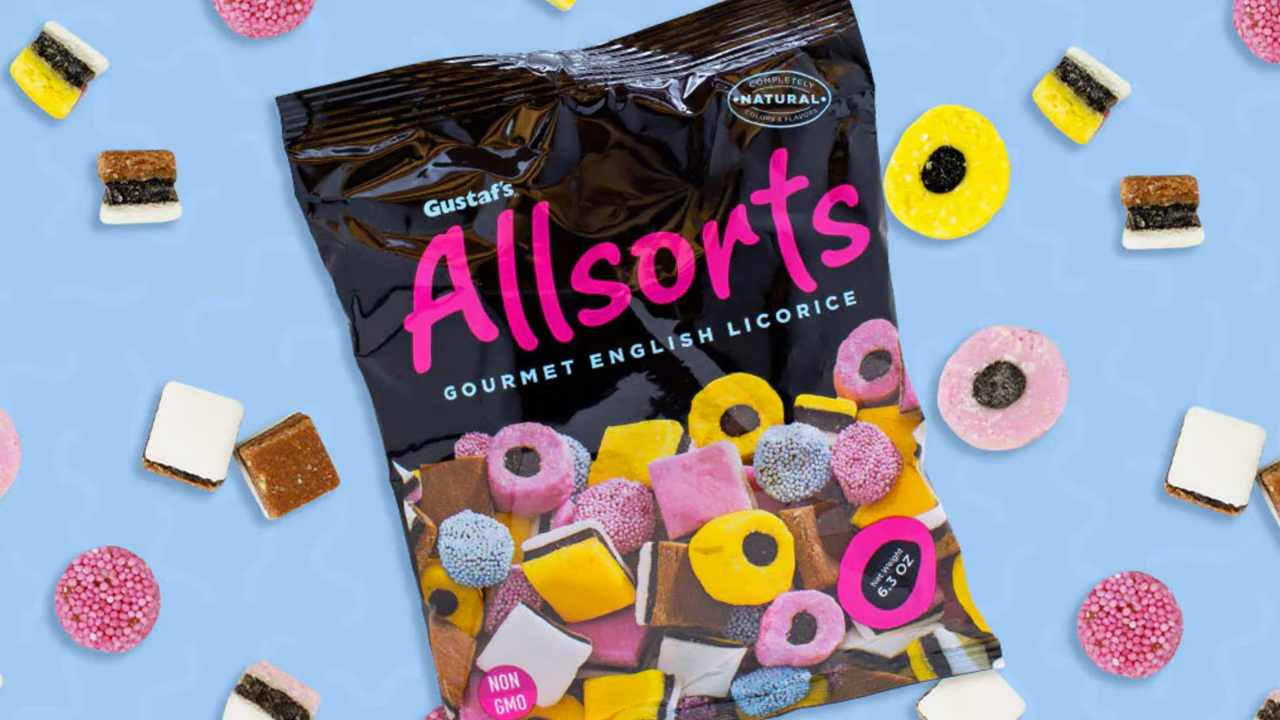 COMPLETELY
NATURAL
COLORS & FLAVORS
Gustaf's
Allsorts
GOURMET ENGLISH LICORICE
Net Weight
6.3 OZ
NON
GMO